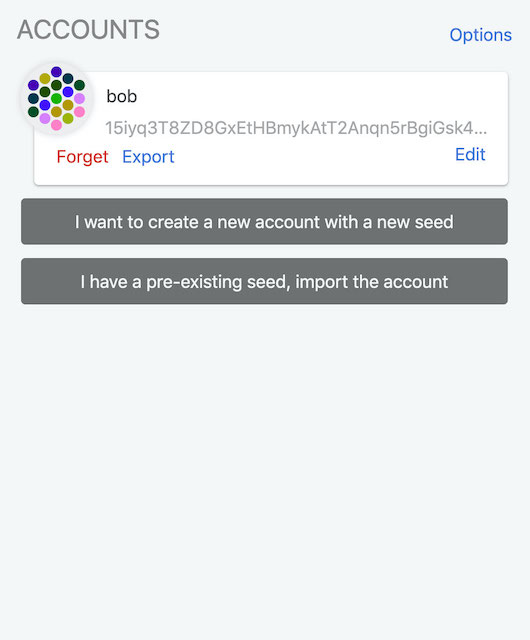 ACCOUNTS
Options
bob
15iyq3T8ZD8GxEtHBmykAtT2Anqn5rBgiGsk4...
Forget Export Edit
I want to create a new account with a new seed
I have a pre-existing seed, import the account